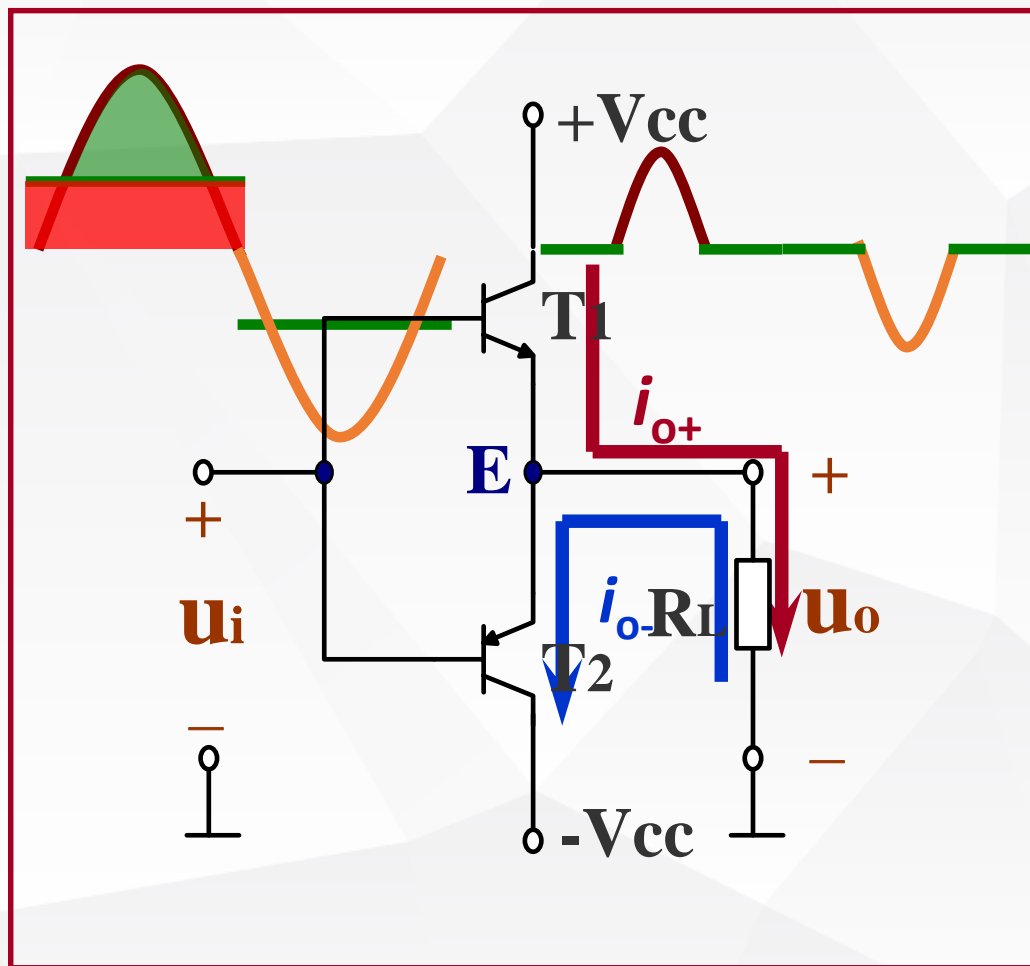 +Vcc
T1
io+
E
+
+
ui
io-
RL
uo
T2
–
–
-Vcc